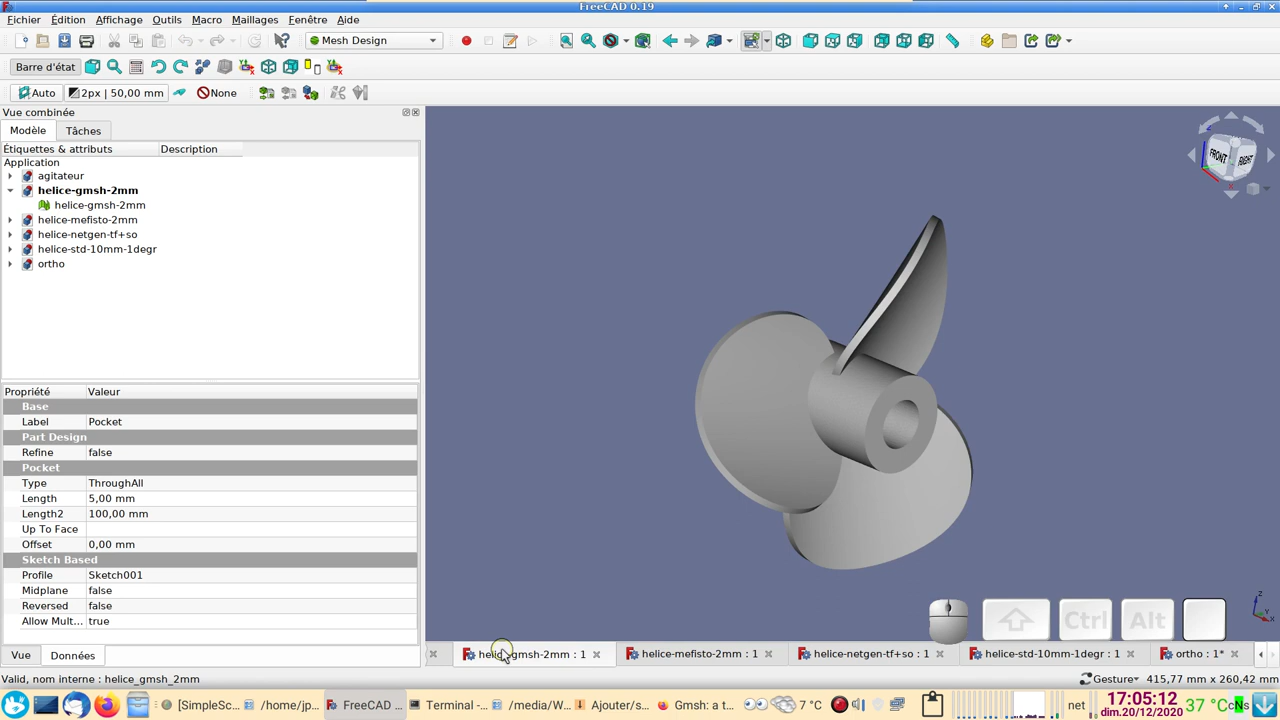 FreeCAD 0.19
Fichier Édition Affichage Outils Macro Maillages Fenêtre Aide
Mesh Design
Barre d'état
Auto 2px | 50,00 mm None
Vue combinée
Modèle Tâches
Étiquettes & attributs Description
Application
agitateur
helice-gmsh-2mm
helice-gmsh-2mm
helice-mefisto-2mm
helice-netgen-tf+so
helice-std-10mm-1degr
ortho
FRONT RIGHT
Propriété Valeur
Base
Label Pocket
Part Design
Refine false
Pocket
Type ThroughAll
Length 5,00 mm
Length2 100,00 mm
Up To Face
Offset 0,00 mm
Sketch Based
Profile Sketch001
Midplane false
Reversed false
Allow Mult... true
Ctrl Alt
Vue Données
helice-gmsh-2mm : 1 helice-mefisto-2mm : 1 helice-netgen-tf+so : 1 helice-std-10mm-1degr : 1 ortho : 1*
Valid, nom interne : helice_gmsh_2mm
Gesture 415,77 mm x 260,42 mm
[SimpleSc... /home/jp... FreeCAD ... Terminal -... /media/W... Ajouter/s... Gmsh: a t... 7 °C net 17:05:12 dim.20/12/2020 37 °C